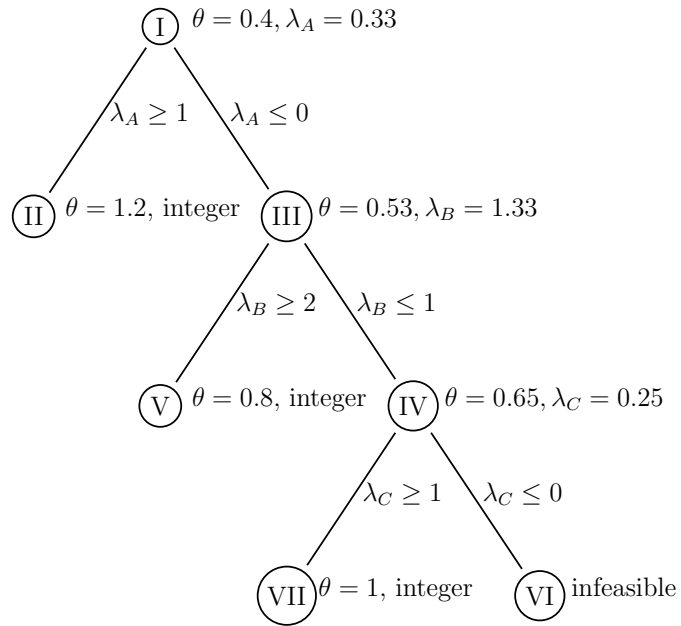 I θ = 0.4, λ_A = 0.33
λ_A ≥ 1 λ_A ≤ 0
II θ = 1.2, integer III θ = 0.53, λ_B = 1.33
λ_B ≥ 2 λ_B ≤ 1
V θ = 0.8, integer IV θ = 0.65, λ_C = 0.25
λ_C ≥ 1 λ_C ≤ 0
VII θ = 1, integer VI infeasible